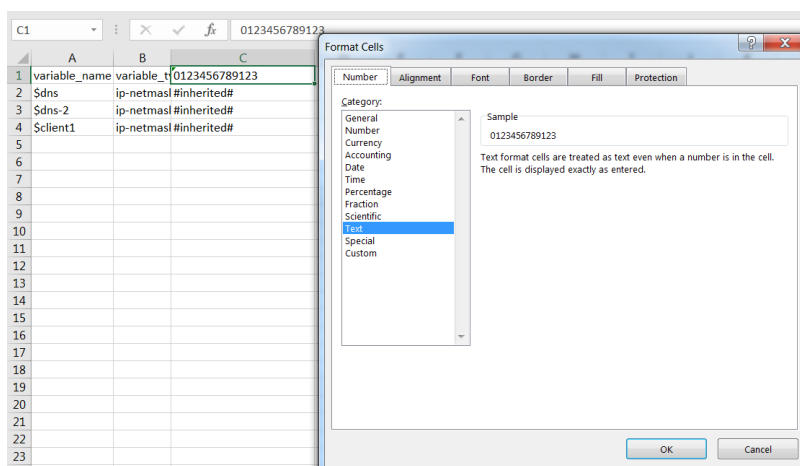 C1 fx 0123456789123
Format Cells
A B C
1 variable_name variable_t 0123456789123
2 $dns ip-netmasl #inherited#
3 $dns-2 ip-netmasl #inherited#
4 $client1 ip-netmasl #inherited#
5
6
7
8
9
10
11
12
13
14
15
16
17
18
19
20
21
22
23
Number Alignment Font Border Fill Protection
Category:
General
Number
Currency
Accounting
Date
Time
Percentage
Fraction
Scientific
Text
Special
Custom
Sample
0123456789123
Text format cells are treated as text even when a number is in the cell.
The cell is displayed exactly as entered.
OK Cancel